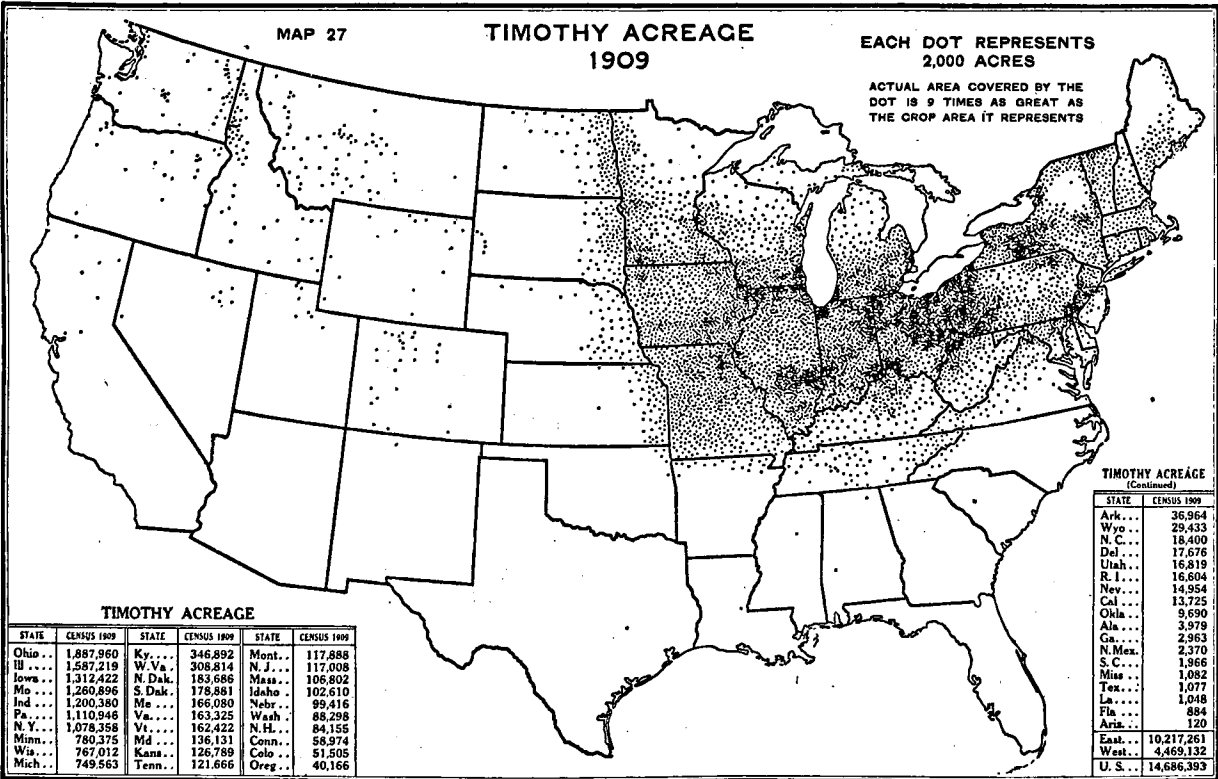 MAP 27
TIMOTHY ACREAGE
1909
EACH DOT REPRESENTS
2,000 ACRES
ACTUAL AREA COVERED BY THE
DOT IS 9 TIMES AS GREAT AS
THE CROP AREA IT REPRESENTS
TIMOTHY ACREAGE
STATE CENSUS 1909 STATE CENSUS 1909 STATE CENSUS 1909
Ohio.. 1,887,960 Ky.... 346,892 Mont... 117,888
Ill .... 1,587,219 W.Va. 308,814 N.J... 117,008
Iowa.. 1,312,422 N. Dak. 183,686 Mass... 106,802
Mo ... 1,260,896 S. Dak. 178,881 Idaho . 102,610
Ind ... 1,200,380 Me ... 166,080 Nebr... 99,416
Pa.... 1,110,946 Va.... 163,325 Wash . 88,298
N.Y... 1,078,358 Vt.... 162,422 N.H... 84,155
Minn.. 780,375 Md ... 136,131 Conn.. 58,974
Wis... 767,012 Kans.. 126,789 Colo .. 51,505
Mich.. 749,563 Tenn.. 121,666 Oreg.. 40,166
TIMOTHY ACREAGE
(Continued)
STATE CENSUS 1909
Ark... 36,964
Wyo .. 29,433
N. C... 18,400
Del ... 17,676
Utah.. 16,819
R. I... 16,604
Nev... 14,954
Cal ... 13,725
Okla.. 9,690
Ala ... 3,979
Ga.... 2,963
N.Mex. 2,370
S. C... 1,966
Miss .. 1,082
Tex... 1,077
La.... 1,048
Fla ... 884
Ariz... 120
East... 10,217,261
West.. 4,469,132
U. S... 14,686,393